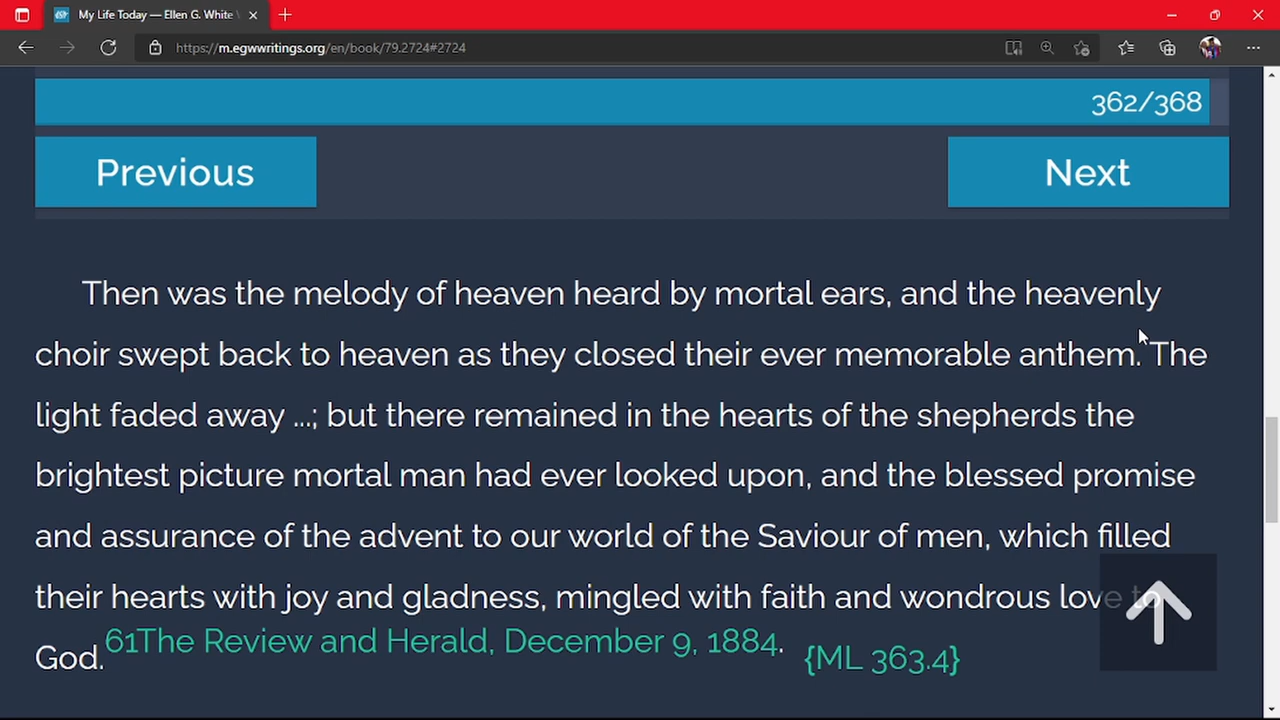 My Life Today — Ellen G. White
https://m.egwwritings.org/en/book/79.2724#2724
362/368
Previous
Next
Then was the melody of heaven heard by mortal ears, and the heavenly
choir swept back to heaven as they closed their ever memorable anthem. The
light faded away ...; but there remained in the hearts of the shepherds the
brightest picture mortal man had ever looked upon, and the blessed promise
and assurance of the advent to our world of the Saviour of men, which filled
their hearts with joy and gladness, mingled with faith and wondrous love to
God. 61The Review and Herald, December 9, 1884. {ML 363.4}